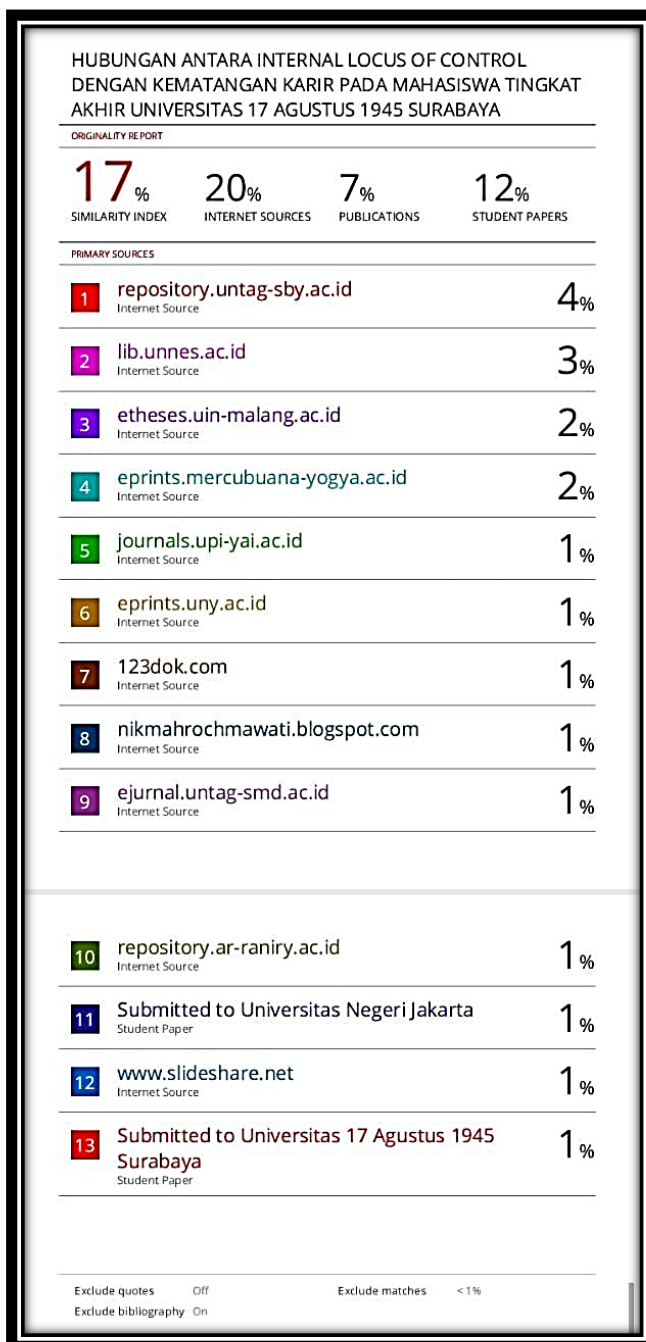 HUBUNGAN ANTARA INTERNAL LOCUS OF CONTROL
DENGAN KEMATANGAN KARIR PADA MAHASISWA TINGKAT
AKHIR UNIVERSITAS 17 AGUSTUS 1945 SURABAYA
ORIGINALITY REPORT
17% 20% 7% 12%
SIMILARITY INDEX INTERNET SOURCES PUBLICATIONS STUDENT PAPERS
PRIMARY SOURCES
1 repository.untag-sby.ac.id 4%
Internet Source
2 lib.unnes.ac.id 3%
Internet Source
3 etheses.uin-malang.ac.id 2%
Internet Source
4 eprints.mercubuana-yogya.ac.id 2%
Internet Source
5 journals.upi-yai.ac.id 1%
Internet Source
6 eprints.uny.ac.id 1%
Internet Source
7 123dok.com 1%
Internet Source
8 nikmahrochmawati.blogspot.com 1%
Internet Source
9 ejurnal.untag-smd.ac.id 1%
Internet Source
10 repository.ar-raniry.ac.id 1%
Internet Source
11 Submitted to Universitas Negeri Jakarta 1%
Student Paper
12 www.slideshare.net 1%
Internet Source
13 Submitted to Universitas 17 Agustus 1945 1%
Surabaya
Student Paper
Exclude quotes Off Exclude matches < 1%
Exclude bibliography On